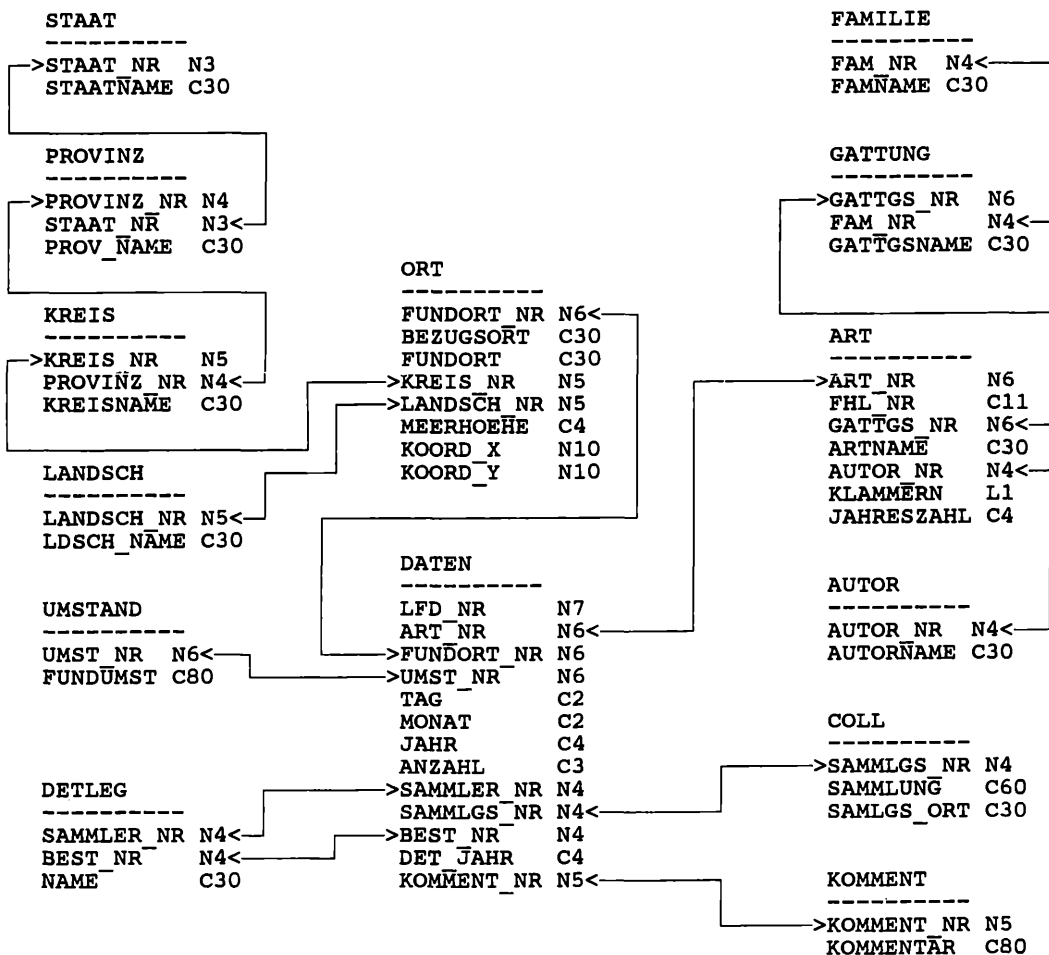 STAAT
----------
>STAAT_NR N3
STAATNAME C30
PROVINZ
----------
>PROVINZ_NR N4
STAAT_NR N3<
PROV_NAME C30
KREIS
----------
>KREIS_NR N5
PROVINZ_NR N4<
KREISNAME C30
LANDSCH
----------
LANDSCH_NR N5<
LDSCH_NAME C30
UMSTAND
----------
UMST_NR N6<
FUNDUMST C80
DETLEG
----------
SAMMLER_NR N4<
BEST_NR N4<
NAME C30
ORT
----------
FUNDORT_NR N6<
BEZUGSORT C30
FUNDORT C30
>KREIS_NR N5
>LANDSCH_NR N5
MEERHOEHE C4
KOORD_X N10
KOORD_Y N10
DATEN
----------
LFD_NR N7
ART_NR N6<
>FUNDORT_NR N6
>UMST_NR N6
TAG C2
MONAT C2
JAHR C4
ANZAHL C3
>SAMMLER_NR N4
SAMMLGS_NR N4<
>BEST_NR N4
DET_JAHR C4
KOMMENT_NR N5<
FAMILIE
----------
FAM_NR N4<
FAMNAME C30
GATTUNG
----------
>GATTGS_NR N6
FAM_NR N4<
GATTGSNAME C30
ART
----------
>ART_NR N6
FHL_NR C11
GATTGS_NR N6<
ARTNAME C30
AUTOR_NR N4<
KLAMMERN L1
JAHRESZAHL C4
AUTOR
----------
AUTOR_NR N4<
AUTORNAME C30
COLL
----------
>SAMMLGS_NR N4
SAMMLUNG C60
SAMLGS_ORT C30
KOMMENT
----------
>KOMMENT_NR N5
KOMMENTAR C80